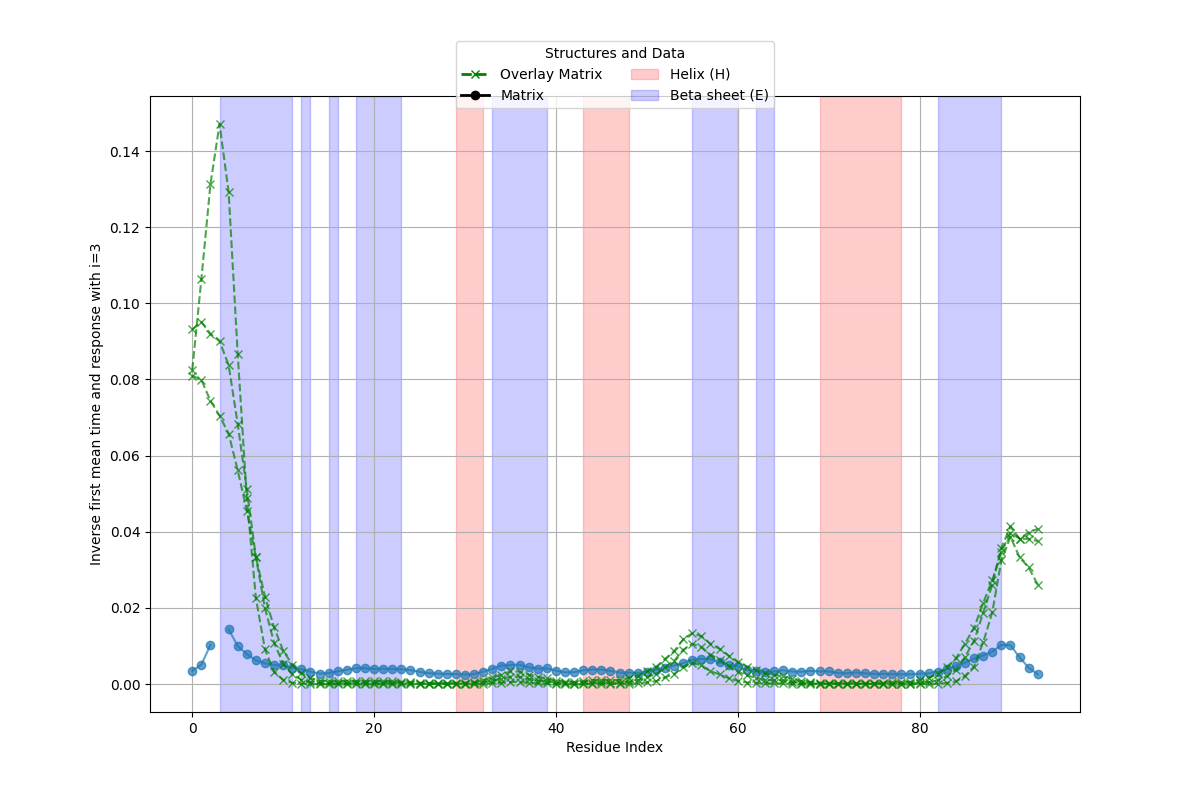 Structures and Data
Overlay Matrix
Helix (H)
Matrix
Beta sheet (E)
0.14
0.12
0.10
0.08
0.06
0.04
0.02
0.00
Inverse first mean time and response with i=3
0 20 40 60 80
Residue Index